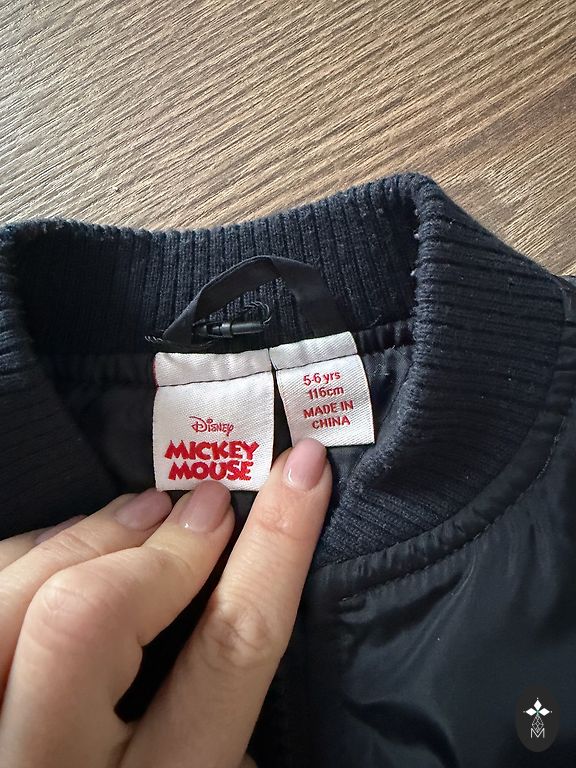 Disney
MICKEY
MOUSE
5-6 yrs
116cm
MADE IN
CHINA